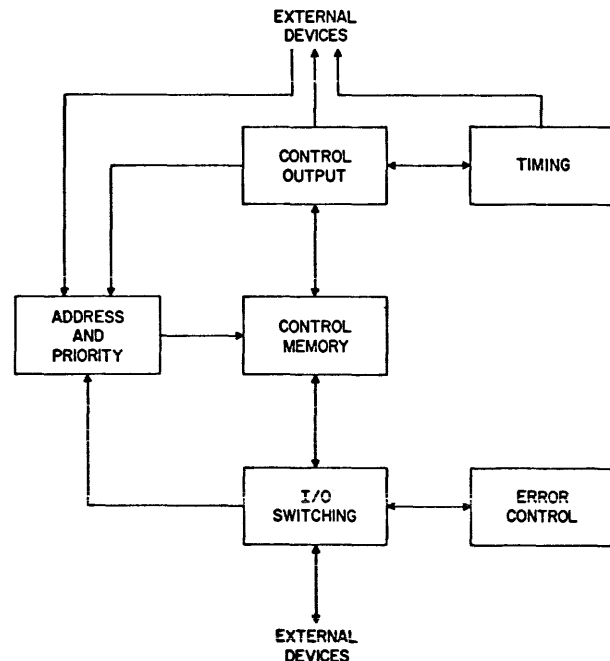 EXTERNAL
DEVICES
CONTROL
OUTPUT
TIMING
ADDRESS
AND
PRIORITY
CONTROL
MEMORY
I/O
SWITCHING
ERROR
CONTROL
EXTERNAL
DEVICES